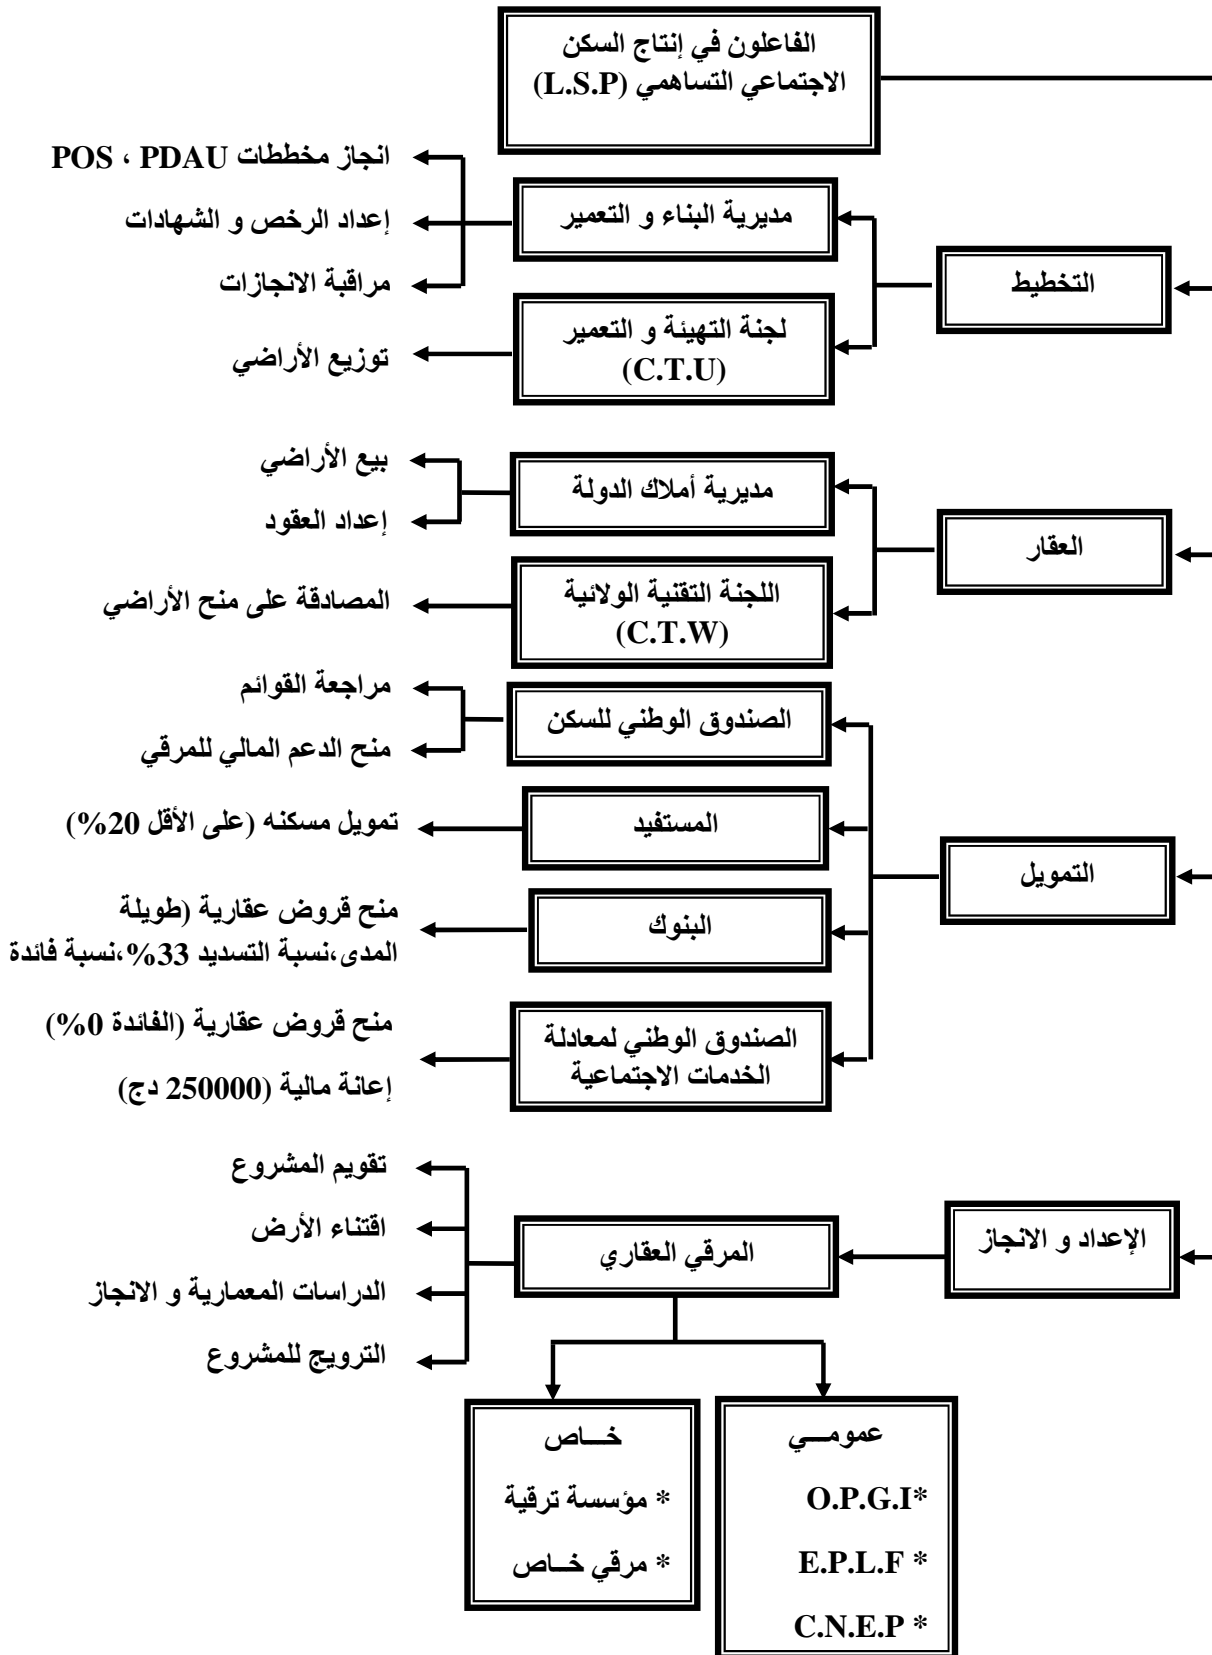 الفاعلون في إنتاج السكن
الاجتماعي التساهمي (L.S.P)
التخطيط
مديرية البناء و التعمير
انجاز مخططات POS ، PDAU
إعداد الرخص و الشهادات
مراقبة الانجازات
لجنة التهيئة و التعمير
(C.T.U)
توزيع الأراضي
العقار
مديرية أملاك الدولة
بيع الأراضي
إعداد العقود
اللجنة التقنية الولائية
(C.T.W)
المصادقة على منح الأراضي
التمويل
الصندوق الوطني للسكن
مراجعة القوائم
منح الدعم المالي للمرقي
المستفيد
تمويل مسكنه (على الأقل 20%)
البنوك
منح قروض عقارية (طويلة
المدى،نسبة التسديد 33%،نسبة فائدة
الصندوق الوطني لمعادلة
الخدمات الاجتماعية
منح قروض عقارية (الفائدة 0%)
إعانة مالية (250000 دج)
الإعداد و الانجاز
المرقي العقاري
تقويم المشروع
اقتناء الأرض
الدراسات المعمارية و الانجاز
الترويج للمشروع
عمومـــي
*O.P.G.I
* E.P.L.F
* C.N.E.P
خـــاص
* مؤسسة ترقية
* مرقي خـــاص